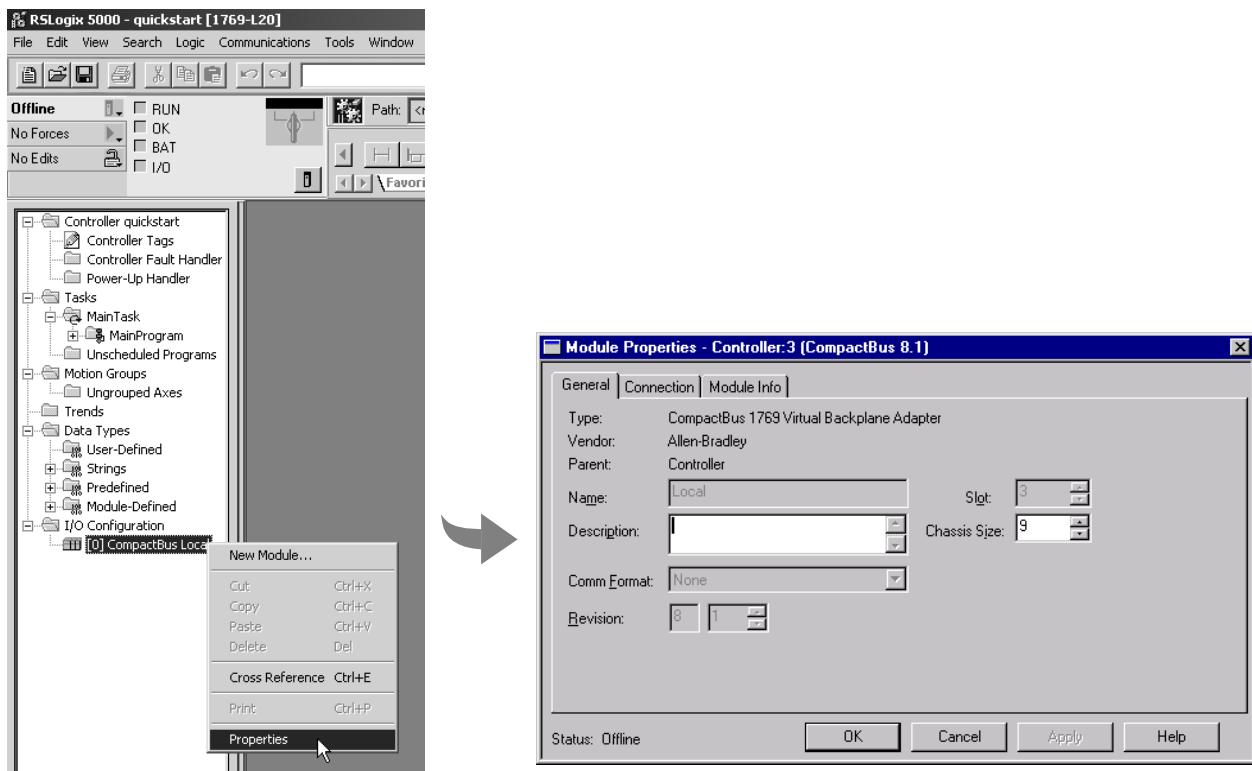 RSLogix 5000 - quickstart [1769-L20]
File Edit View Search Logic Communications Tools Window
Offline
RUN
Path:
No Forces
OK
BAT
No Edits
I/O
Favori
Controller quickstart
Controller Tags
Controller Fault Handler
Power-Up Handler
Tasks
MainTask
MainProgram
Unscheduled Programs
Motion Groups
Ungrouped Axes
Trends
Data Types
User-Defined
Strings
Predefined
Module-Defined
I/O Configuration
[0] CompactBus Local
New Module...
Cut Ctrl+X
Copy Ctrl+C
Paste Ctrl+V
Delete Del
Cross Reference Ctrl+E
Print Ctrl+P
Properties
Module Properties - Controller:3 (CompactBus 8.1)
General Connection Module Info
Type: CompactBus 1769 Virtual Backplane Adapter
Vendor: Allen-Bradley
Parent: Controller
Name: Local Slot: 3
Description: Chassis Size: 9
Comm Format: None
Revision: 8 1
Status: Offline OK Cancel Apply Help